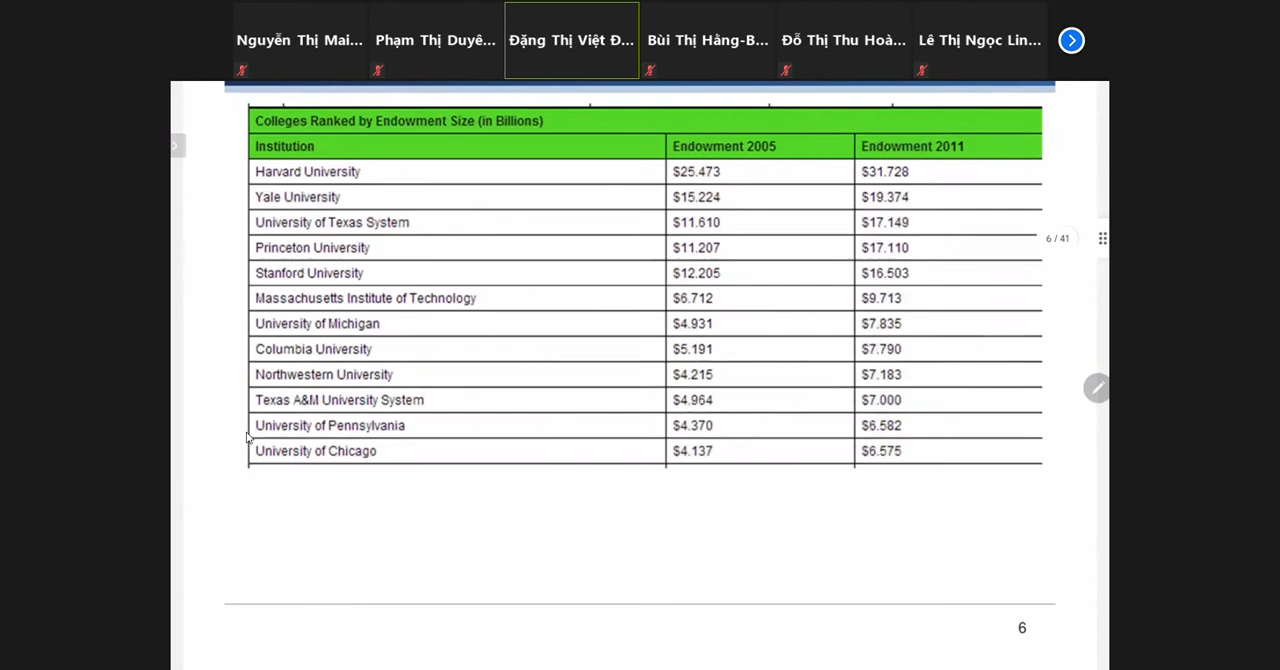 Nguyễn Thị Mai... Phạm Thị Duyê... Đặng Thị Việt Đ... Bùi Thị Hằng-B... Đỗ Thị Thu Hoà... Lê Thị Ngọc Lin...
Colleges Ranked by Endowment Size (in Billions)
Institution Endowment 2005 Endowment 2011
Harvard University $25.473 $31.728
Yale University $15.224 $19.374
University of Texas System $11.610 $17.149
Princeton University $11.207 $17.110
6 / 41
Stanford University $12.205 $16.503
Massachusetts Institute of Technology $6.712 $9.713
University of Michigan $4.931 $7.835
Columbia University $5.191 $7.790
Northwestern University $4.215 $7.183
Texas A&M University System $4.964 $7.000
University of Pennsylvania $4.370 $6.582
University of Chicago $4.137 $6.575
6